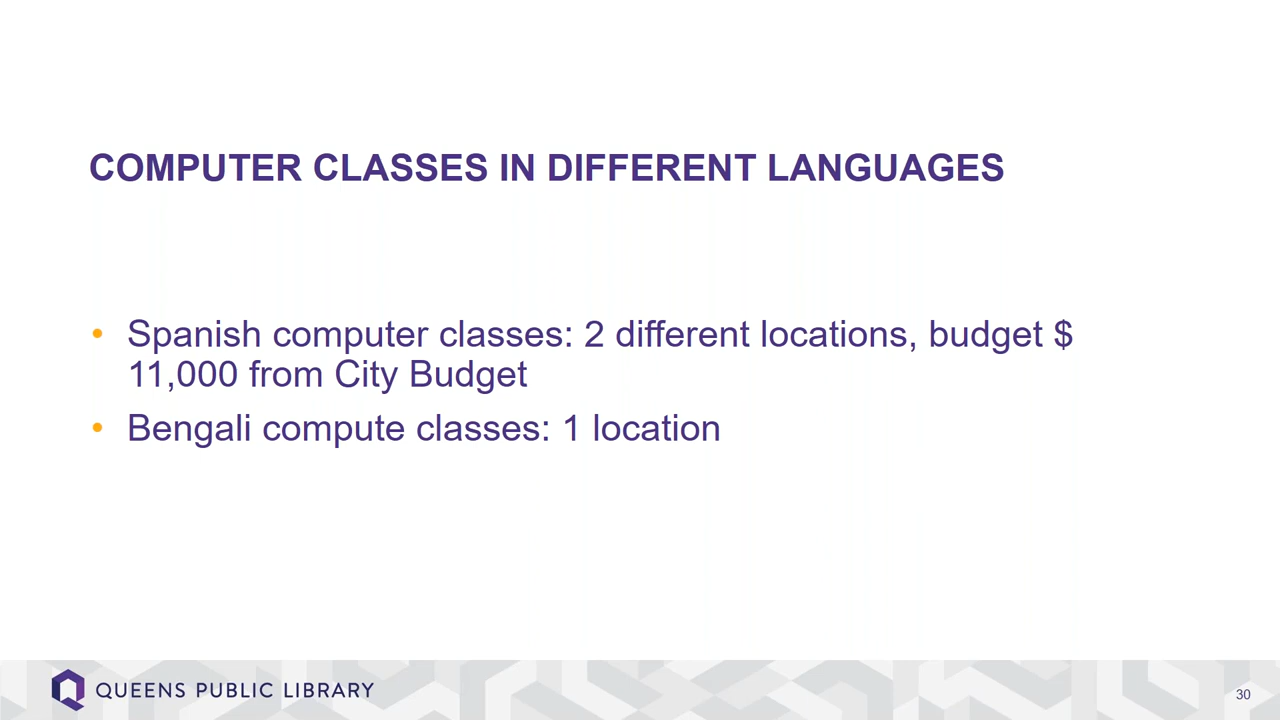 COMPUTER CLASSES IN DIFFERENT LANGUAGES
• Spanish computer classes: 2 different locations, budget $
11,000 from City Budget
• Bengali compute classes: 1 location
QUEENS PUBLIC LIBRARY
30